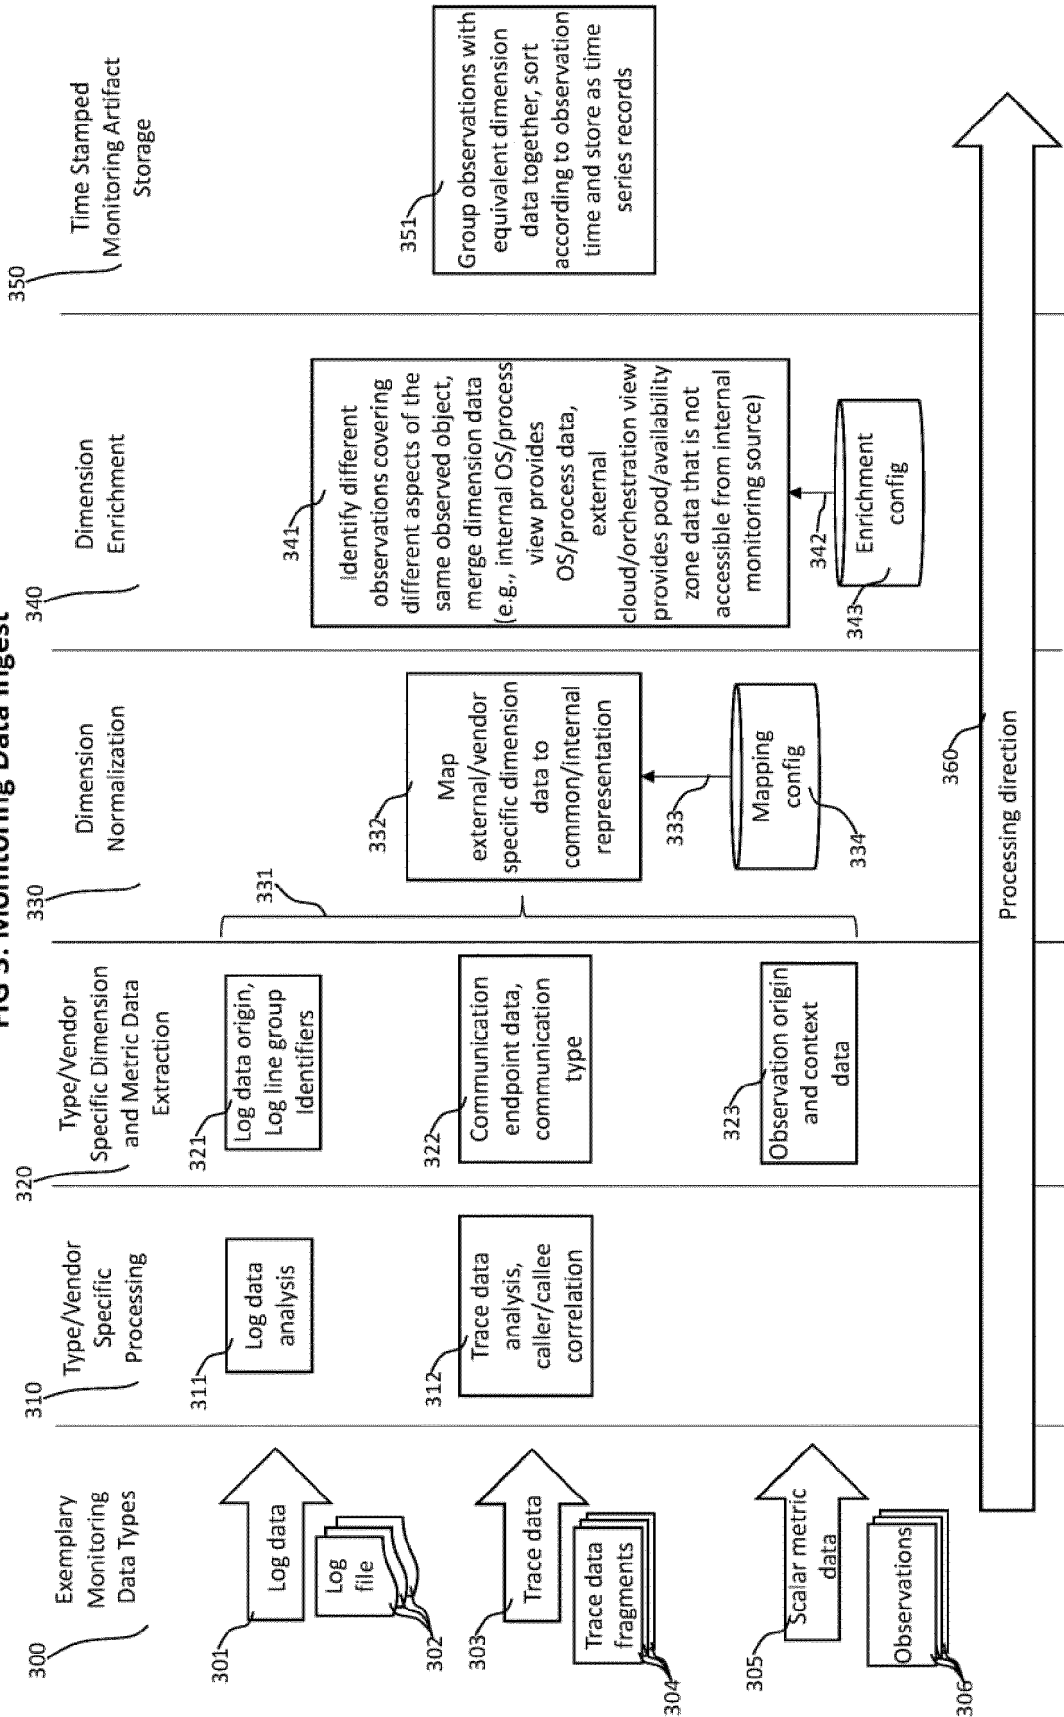 FIG 3: Monitoring Data Ingest
300
Exemplary
Monitoring
Data Types
301
Log data
Log
file
302
303
Trace data
Trace data
fragments
304
305
Scalar metric
data
Observations
306
310
Type/Vendor
Specific
Processing
311
Log data
analysis
312
Trace data
analysis,
caller/callee
correlation
320
Type/Vendor
Specific Dimension
and Metric Data
Extraction
321
Log data origin,
Log line group
Identifiers
322
Communication
endpoint data,
communication
type
323
Observation origin
and context
data
330
Dimension
Normalization
331
332
Map
external/vendor
specific dimension
data to
common/internal
representation
333
Mapping
config
334
340
Dimension
Enrichment
341
Identify different
observations covering
different aspects of the
same observed object,
merge dimension data
(e.g., internal OS/process
view provides
OS/process data,
external
cloud/orchestration view
provides pod/availability
zone data that is not
accessible from internal
monitoring source)
342
Enrichment
config
343
350
Time Stamped
Monitoring Artifact
Storage
351
Group observations with
equivalent dimension
data together, sort
according to observation
time and store as time
series records
360
Processing direction